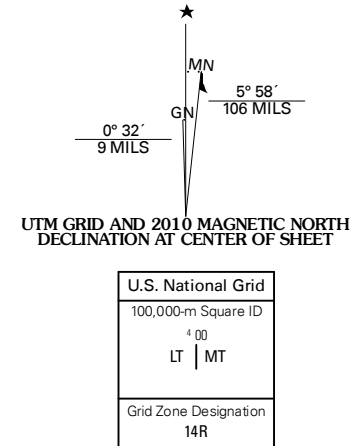 MN
GN
5° 58´
106 MILS
0° 32´
9 MILS
UTM GRID AND 2010 MAGNETIC NORTH
DECLINATION AT CENTER OF SHEET
U.S. National Grid
100,000-m Square ID
4 00
LT | MT
Grid Zone Designation
14R